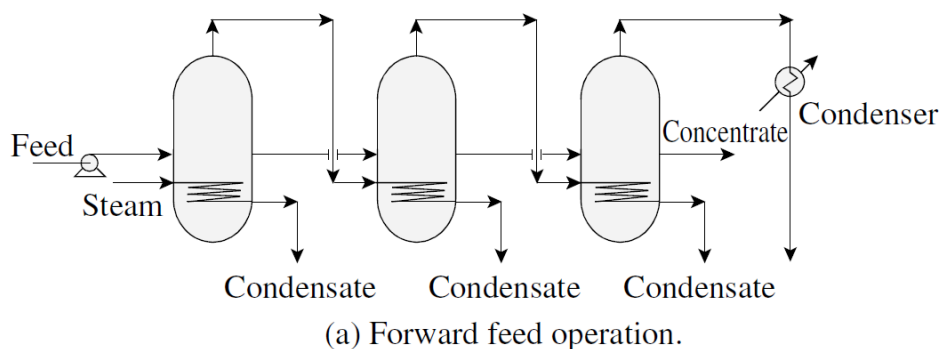 Feed
Steam
Concentrate
Condenser
Condensate
Condensate
Condensate
(a) Forward feed operation.